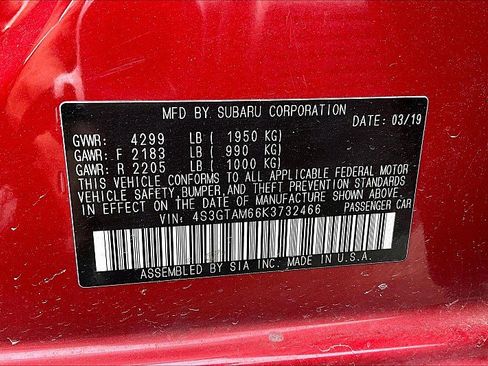 MFD BY SUBARU CORPORATION
DATE: 03/19
GVWR: 4299 LB ( 1950 KG)
GAWR: F 2183 LB ( 990 KG)
GAWR: R 2205 LB ( 1000 KG)
THIS VEHICLE CONFORMS TO ALL APPLICABLE FEDERAL MOTOR
VEHICLE SAFETY, BUMPER, AND THEFT PREVENTION STANDARDS
IN EFFECT ON THE DATE OF MANUFACTURE SHOWN ABOVE.
VIN: 4S3GTAM66K3732466 PASSENGER CAR
ASSEMBLED BY SIA INC. MADE IN U.S.A.